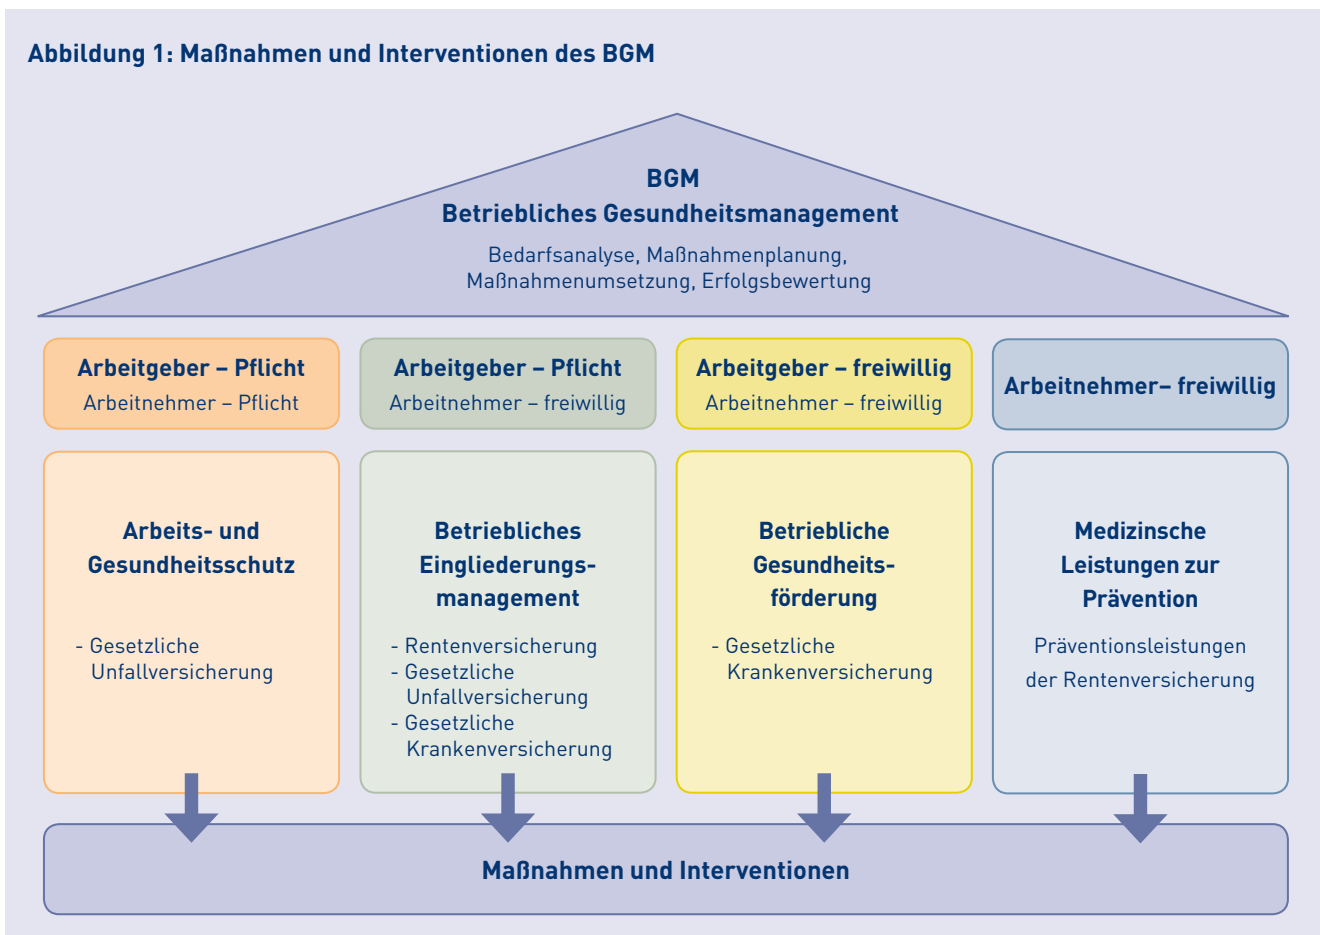 Abbildung 1: Maßnahmen und Interventionen des BGM
BGM
Betriebliches Gesundheitsmanagement
Bedarfsanalyse, Maßnahmenplanung,
Maßnahmenumsetzung, Erfolgsbewertung
Arbeitgeber – Pflicht
Arbeitnehmer – Pflicht
Arbeitgeber – Pflicht
Arbeitnehmer – freiwillig
Arbeitgeber – freiwillig
Arbeitnehmer – freiwillig
Arbeitnehmer– freiwillig
Arbeits- und
Gesundheitsschutz
- Gesetzliche
Unfallversicherung
Betriebliches
Eingliederungs-
management
- Rentenversicherung
- Gesetzliche
Unfallversicherung
- Gesetzliche
Krankenversicherung
Betriebliche
Gesundheits-
förderung
- Gesetzliche
Krankenversicherung
Medizinsche
Leistungen zur
Prävention
Präventionsleistungen
der Rentenversicherung
Maßnahmen und Interventionen